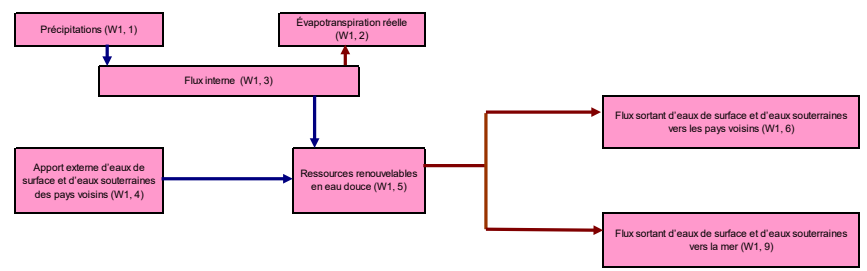 Précipitations (W1, 1)
Évapotranspiration réelle
(W1, 2)
Flux interne (W1, 3)
Apport externe d'eaux de
surface et d'eaux souterraines
des pays voisins (W1, 4)
Ressources renouvelables
en eau douce (W1, 5)
Flux sortant d'eaux de surface et d'eaux souterraines
vers les pays voisins (W1, 6)
Flux sortant d'eaux de surface et d'eaux souterraines
vers la mer (W1, 9)